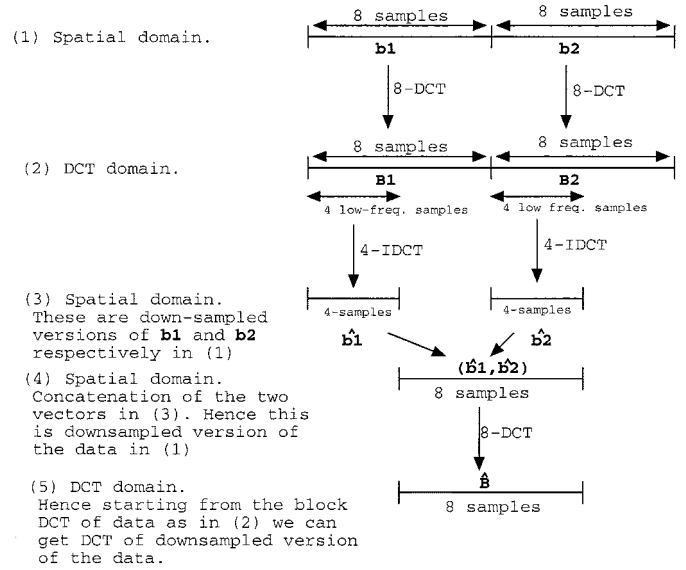 8 samples 8 samples
(1) Spatial domain.
b1 b2
8-DCT 8-DCT
8 samples 8 samples
(2) DCT domain.
B1 B2
4 low-freq. samples 4 low freq. samples
4-IDCT 4-IDCT
(3) Spatial domain.
These are down-sampled
versions of b1 and b2
respectively in (1)
4-samples 4-samples
b̂1 b̂2
(b̂1,b̂2)
(4) Spatial domain.
Concatenation of the two
vectors in (3). Hence this
is downsampled version of
the data in (1)
8 samples
8-DCT
B̂
8 samples
(5) DCT domain.
Hence starting from the block
DCT of data as in (2) we can
get DCT of downsampled version
of the data.